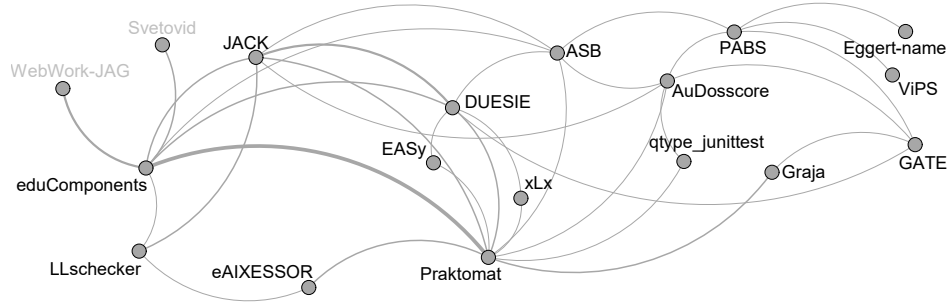 Svetovid
JACK
WebWork-JAG
ASB
PABS
Eggert-name
ViPS
AuDosscore
DUESIE
EASy
qtype_junittest
GATE
Graja
xLx
eduComponents
LLschecker
eAIXESSOR
Praktomat